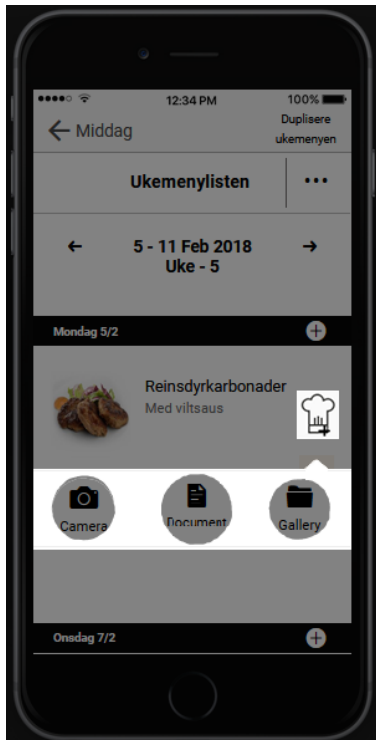 12:34 PM
100%
Middag
Duplisere
ukemenyen
Ukemenylisten
5 - 11 Feb 2018
Uke - 5
Mondag 5/2
Reinsdyrkarbonader
Med viltsaus
Camera
Document
Gallery
Onsdag 7/2